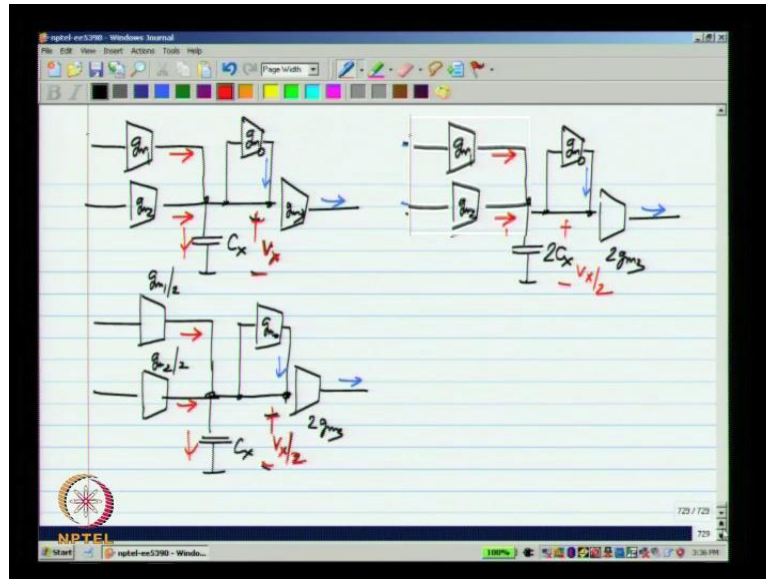 nptel-ee5390 - Windows Journal
File Edit View Insert Actions Tools Help
Page Width
B I
gm1
gm0
gm2
gm3
Cx
Vx
gm1
gm0
gm2
2gm3
2Cx
Vx/2
gm1/2
gm0
gm2/2
2gm3
Cx
Vx/2
NPTEL
729 / 729
729
Start
nptel-ee5390 - Windo...
100%
3:36 PM